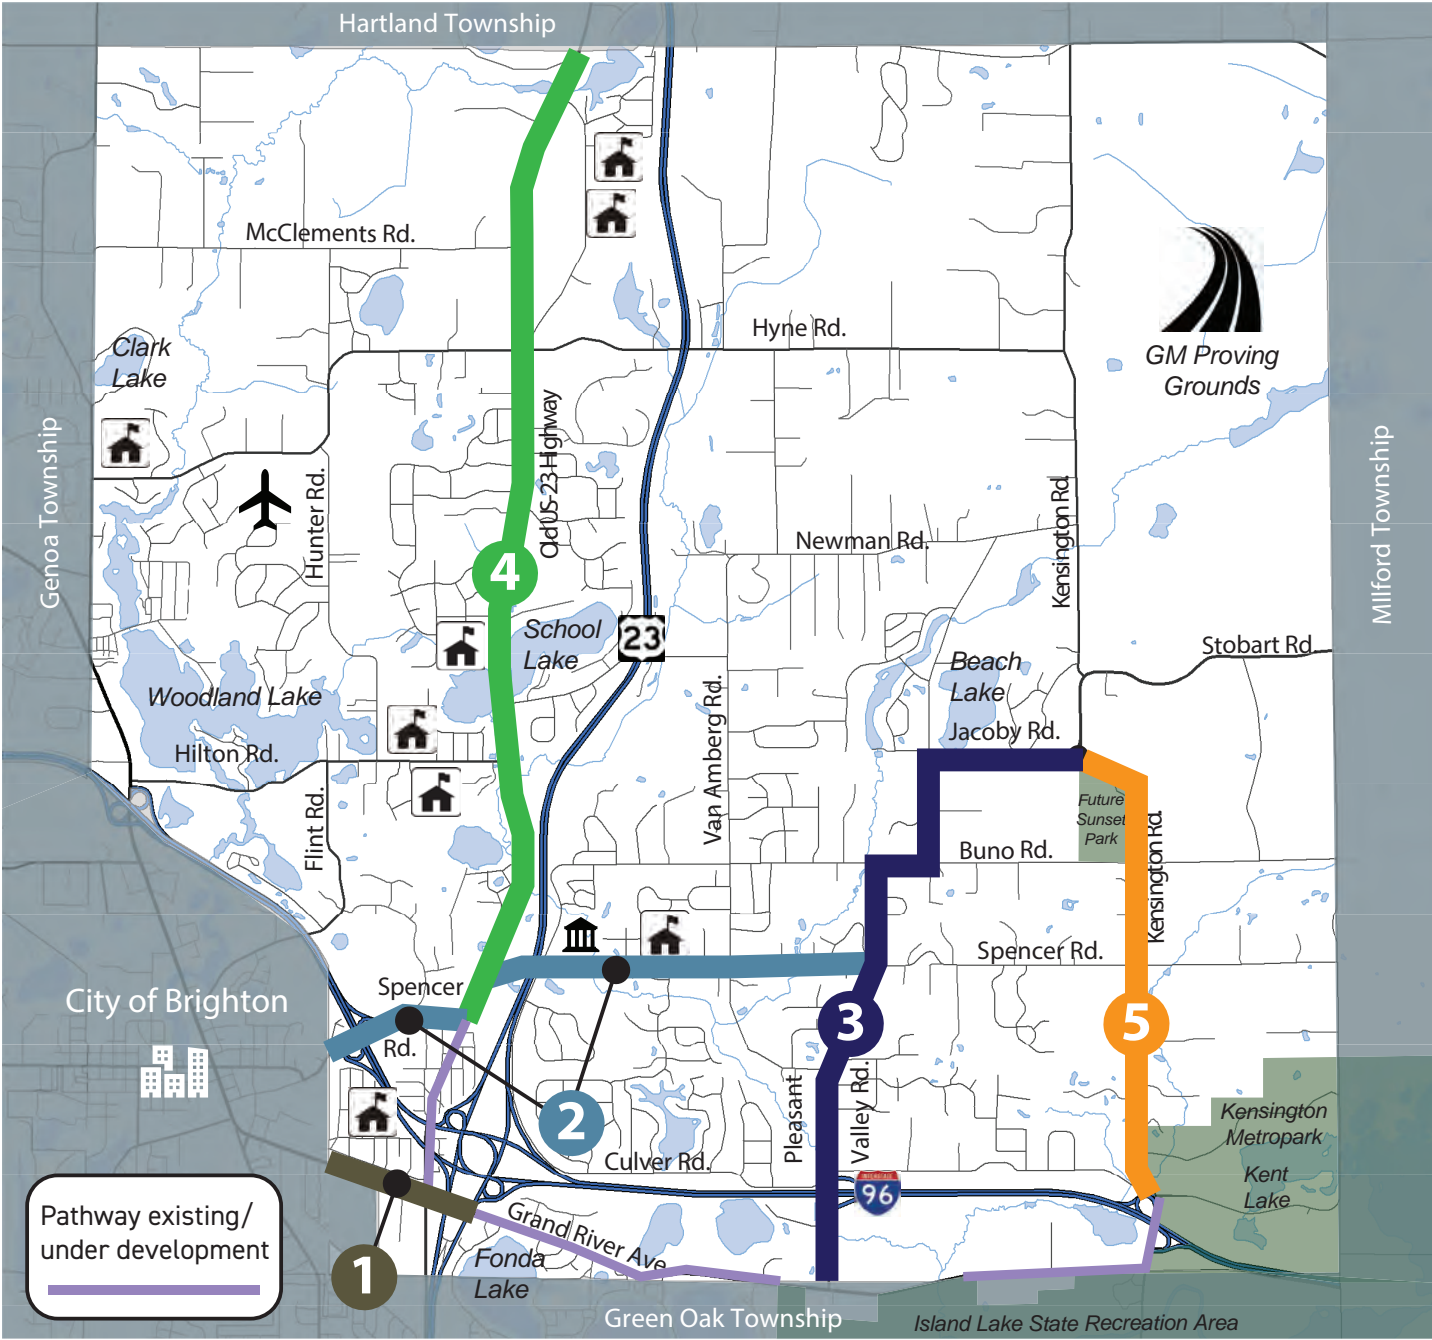 Hartland Township
McClements Rd.
Hyne Rd.
Clark
Lake
GM Proving
Grounds
Genoa Township
Milford Township
Old US-23 Highway
Hunter Rd.
Kensington Rd.
Newman Rd.
4
School
Lake
23
Stobart Rd.
Beach
Lake
Woodland Lake
Van Amberg Rd.
Jacoby Rd.
Hilton Rd.
Flint Rd.
Future
Sunset
Park
Kensington Rd.
Buno Rd.
Spencer Rd.
Spencer
Rd.
City of Brighton
3
5
2
Pleasant
Valley Rd.
Kensington
Metropark
Culver Rd.
Kent
Lake
INTERSTATE
96
Pathway existing/
under development
1
Grand River Ave
Fonda
Lake
Green Oak Township
Island Lake State Recreation Area